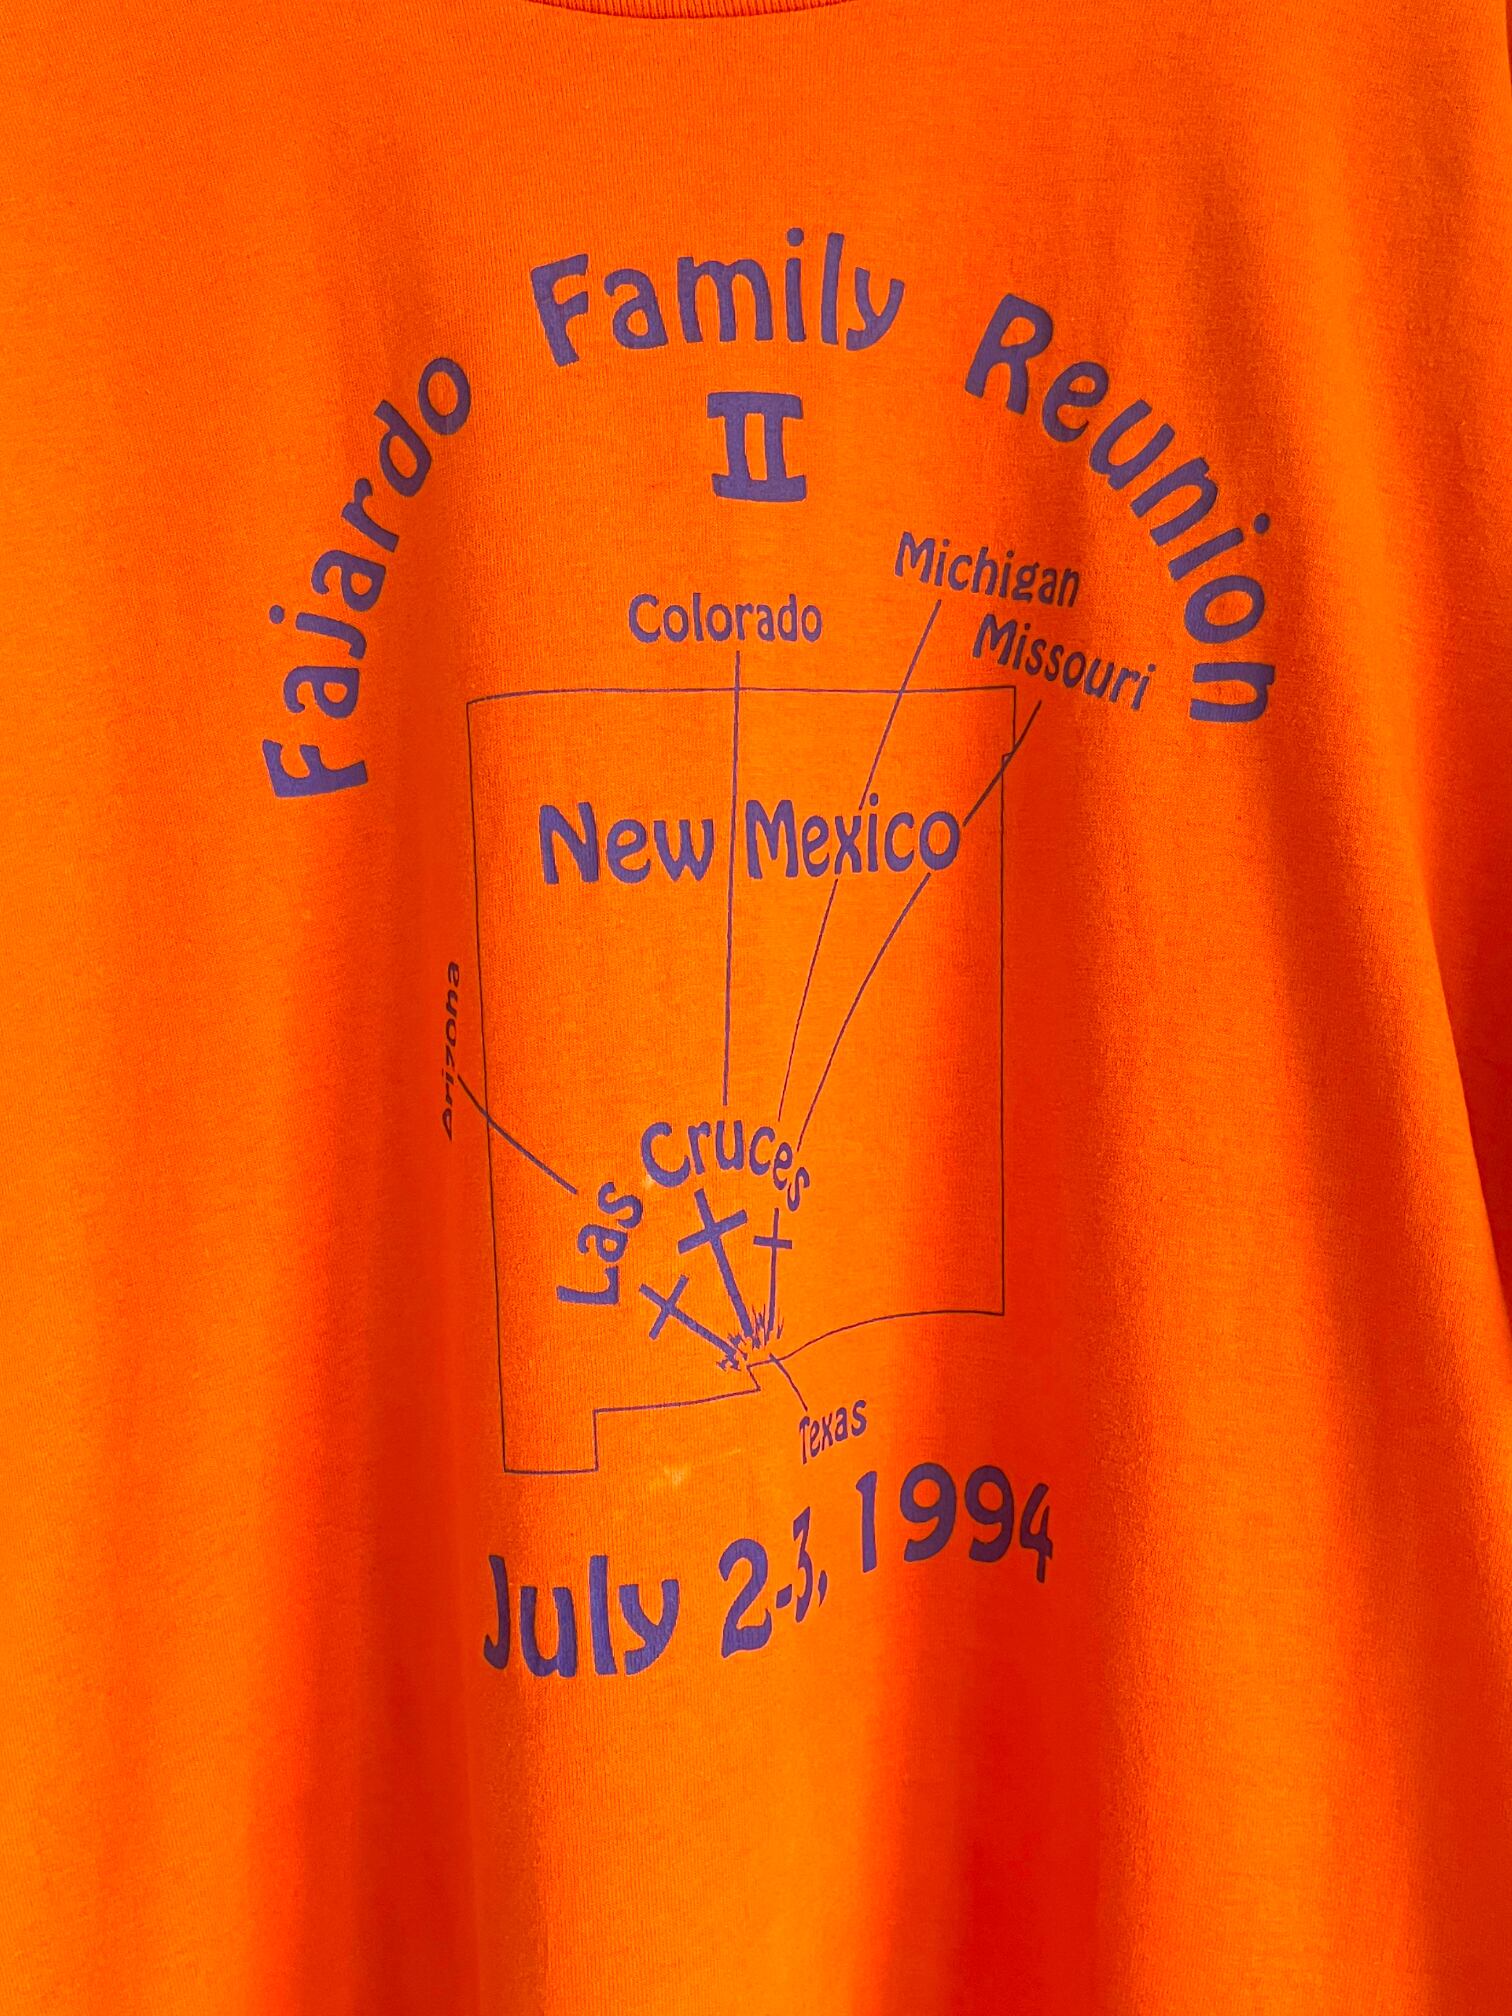 Fajardo Family Reunion
II
Michigan
Colorado
Missouri
New Mexico
Arizona
Las Cruces
Texas
July 2-3, 1994